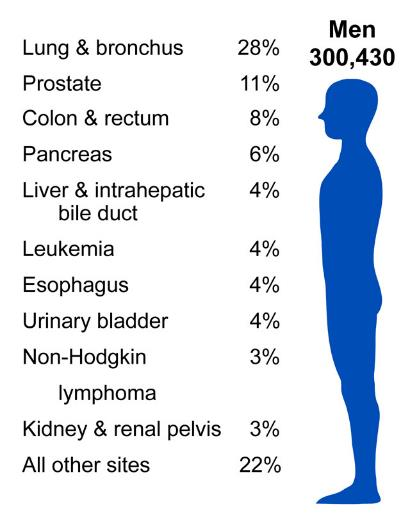 Men
300,430
Lung & bronchus 28%
Prostate 11%
Colon & rectum 8%
Pancreas 6%
Liver & intrahepatic 4%
bile duct
Leukemia 4%
Esophagus 4%
Urinary bladder 4%
Non-Hodgkin 3%
lymphoma
Kidney & renal pelvis 3%
All other sites 22%